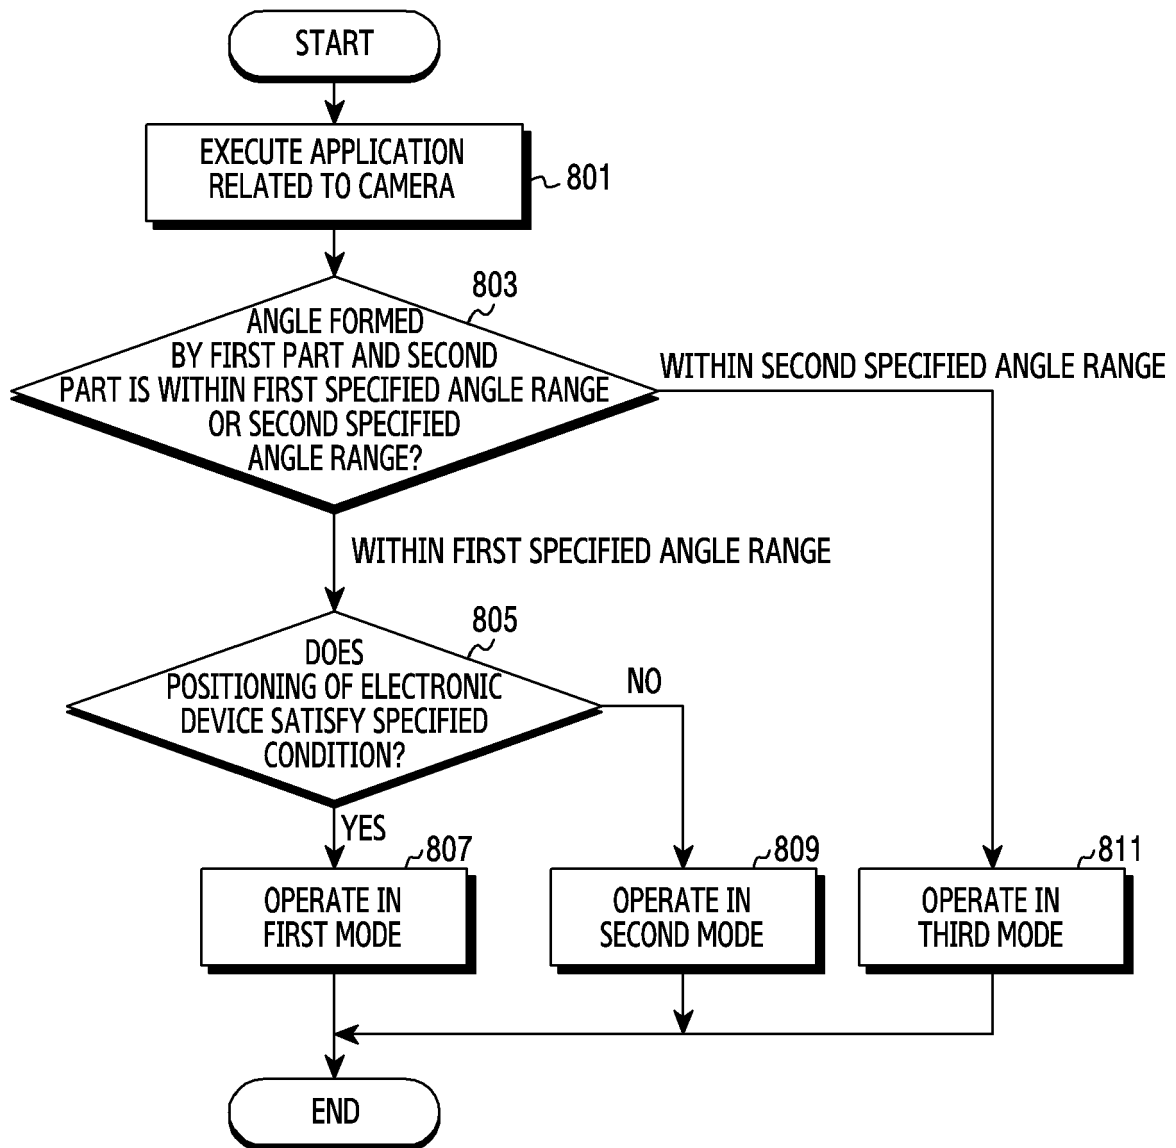 START
EXECUTE APPLICATION
RELATED TO CAMERA
801
803
ANGLE FORMED
BY FIRST PART AND SECOND
PART IS WITHIN FIRST SPECIFIED ANGLE RANGE
OR SECOND SPECIFIED
ANGLE RANGE?
WITHIN SECOND SPECIFIED ANGLE RANGE
WITHIN FIRST SPECIFIED ANGLE RANGE
805
DOES
POSITIONING OF ELECTRONIC
DEVICE SATISFY SPECIFIED
CONDITION?
NO
YES
807
OPERATE IN
FIRST MODE
809
OPERATE IN
SECOND MODE
811
OPERATE IN
THIRD MODE
END